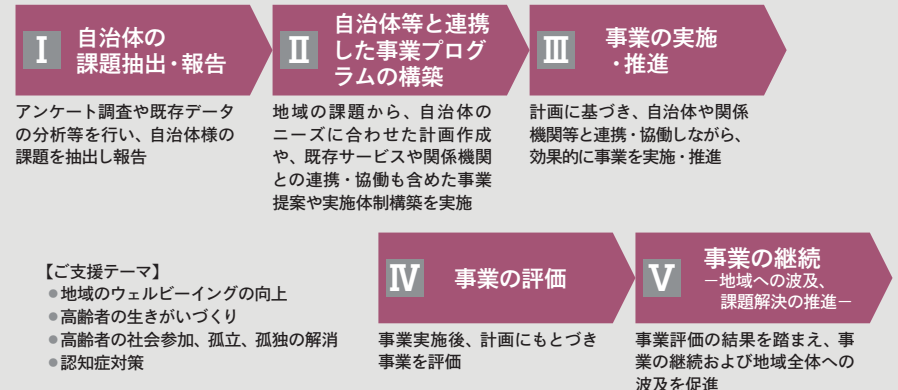 Ⅰ
自治体の
課題抽出・報告
アンケート調査や既存データ
の分析等を行い、自治体様の
課題を抽出し報告
Ⅱ
自治体等と連携
した事業プログ
ラムの構築
地域の課題から、自治体の
ニーズに合わせた計画作成
や、既存サービスや関係機関
との連携・協働も含めた事業
提案や実施体制構築を実施
Ⅲ
事業の実施
・推進
計画に基づき、自治体や関係
機関等と連携・協働しながら、
効果的に事業を実施・推進
【ご支援テーマ】
●地域のウェルビーイングの向上
●高齢者の生きがいづくり
●高齢者の社会参加、孤立、孤独の解消
●認知症対策
Ⅳ
事業の評価
事業実施後、計画にもとづき
事業を評価
Ⅴ
事業の継続
－地域への波及、
課題解決の推進－
事業評価の結果を踏まえ、事
業の継続および地域全体への
波及を促進